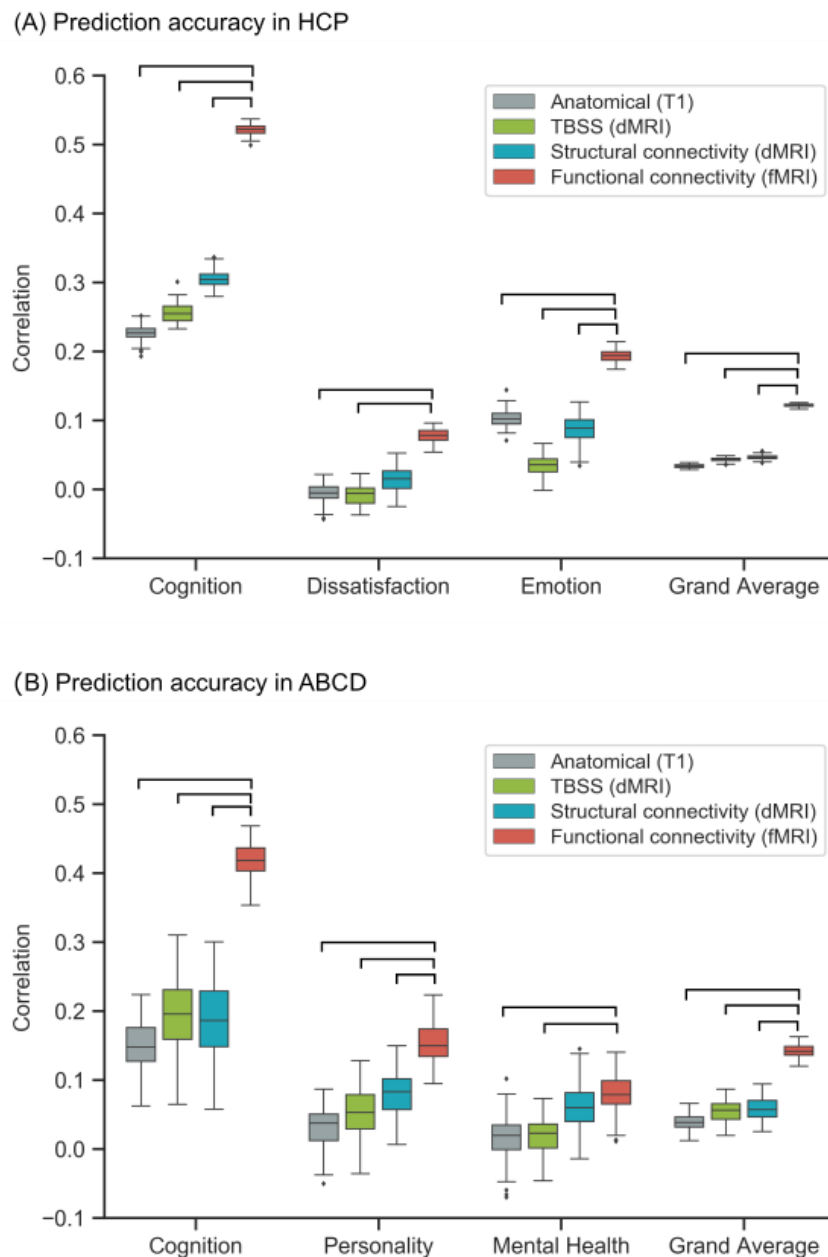 (A) Prediction accuracy in HCP
0.6
0.5
0.4
0.3
0.2
0.1
0.0
−0.1
Correlation
Anatomical (T1)
TBSS (dMRI)
Structural connectivity (dMRI)
Functional connectivity (fMRI)
Cognition Dissatisfaction Emotion Grand Average
(B) Prediction accuracy in ABCD
0.6
0.5
0.4
0.3
0.2
0.1
0.0
−0.1
Correlation
Anatomical (T1)
TBSS (dMRI)
Structural connectivity (dMRI)
Functional connectivity (fMRI)
Cognition Personality Mental Health Grand Average